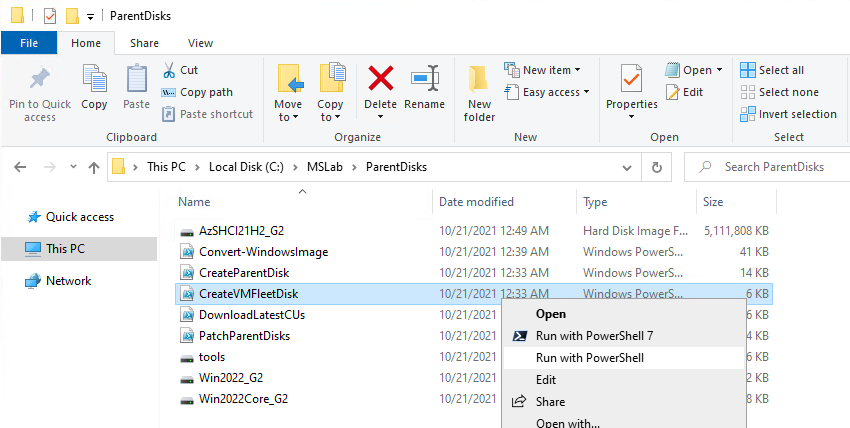 ParentDisks
File Home Share View
Pin to Quick access
Copy
Paste
Cut
Copy path
Paste shortcut
Clipboard
Move to
Copy to
Delete
Rename
Organize
New folder
New item
Easy access
New
Properties
Open
Edit
Open
Select all
Select none
Invert selection
Select
This PC > Local Disk (C:) > MSLab > ParentDisks
Search ParentDisks
Quick access
This PC
Network
Name Date modified Type Size
AzSHCI21H2_G2 10/21/2021 12:49 AM Hard Disk Image F... 5,111,808 KB
Convert-WindowsImage 10/21/2021 12:39 AM Windows PowerS... 41 KB
CreateParentDisk 10/21/2021 12:33 AM Windows PowerS... 14 KB
CreateVMFleetDisk 10/21/2021 12:33 AM Windows PowerS... 6 KB
DownloadLatestCUs 10/21/2021 6 KB
PatchParentDisks 10/21/2021 4 KB
tools 10/21/2021 6 KB
Win2022_G2 10/21/2021 2 KB
Win2022Core_G2 10/21/2021 2 KB
Open
Run with PowerShell 7
Run with PowerShell
Edit
Share
Open with...